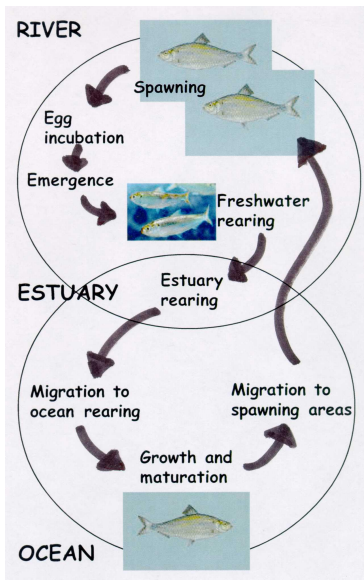 RIVER
Spawning
Egg
incubation
Emergence
Freshwater
rearing
ESTUARY
Estuary
rearing
Migration to
ocean rearing
Migration to
spawning areas
Growth and
maturation
OCEAN